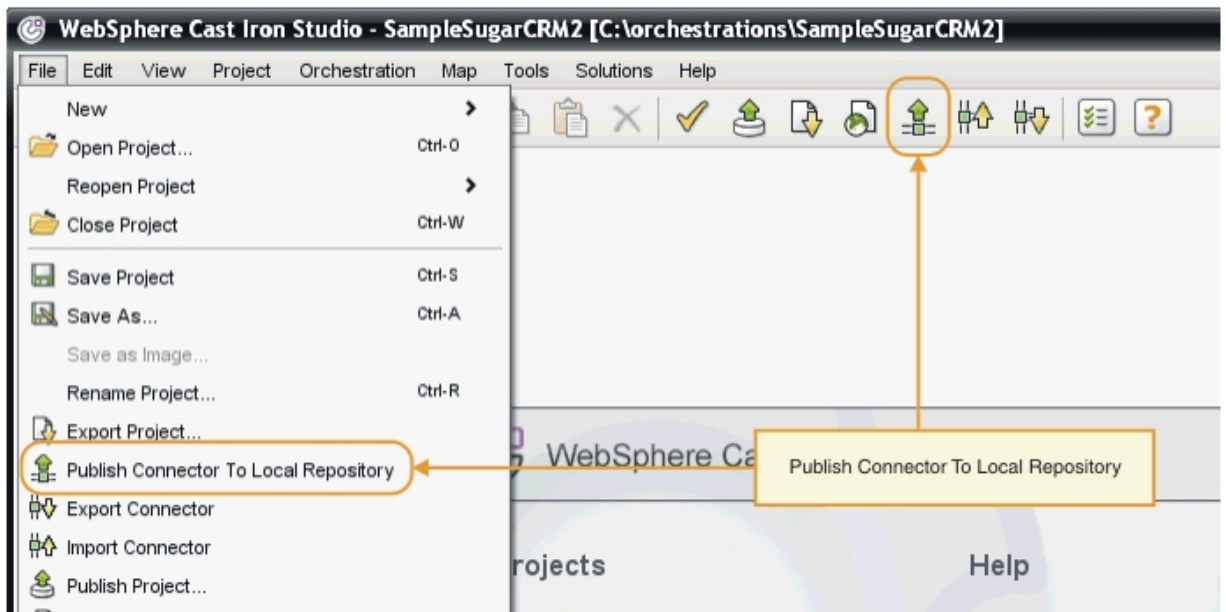 WebSphere Cast Iron Studio - SampleSugarCRM2 [C:\orchestrations\SampleSugarCRM2]
File Edit View Project Orchestration Map Tools Solutions Help
New
Open Project... Ctrl-O
Reopen Project
Close Project Ctrl-W
Save Project Ctrl-S
Save As... Ctrl-A
Save as Image...
Rename Project... Ctrl-R
Export Project...
Publish Connector To Local Repository
Export Connector
Import Connector
Publish Project...
WebSphere Ca
Publish Connector To Local Repository
rojects
Help